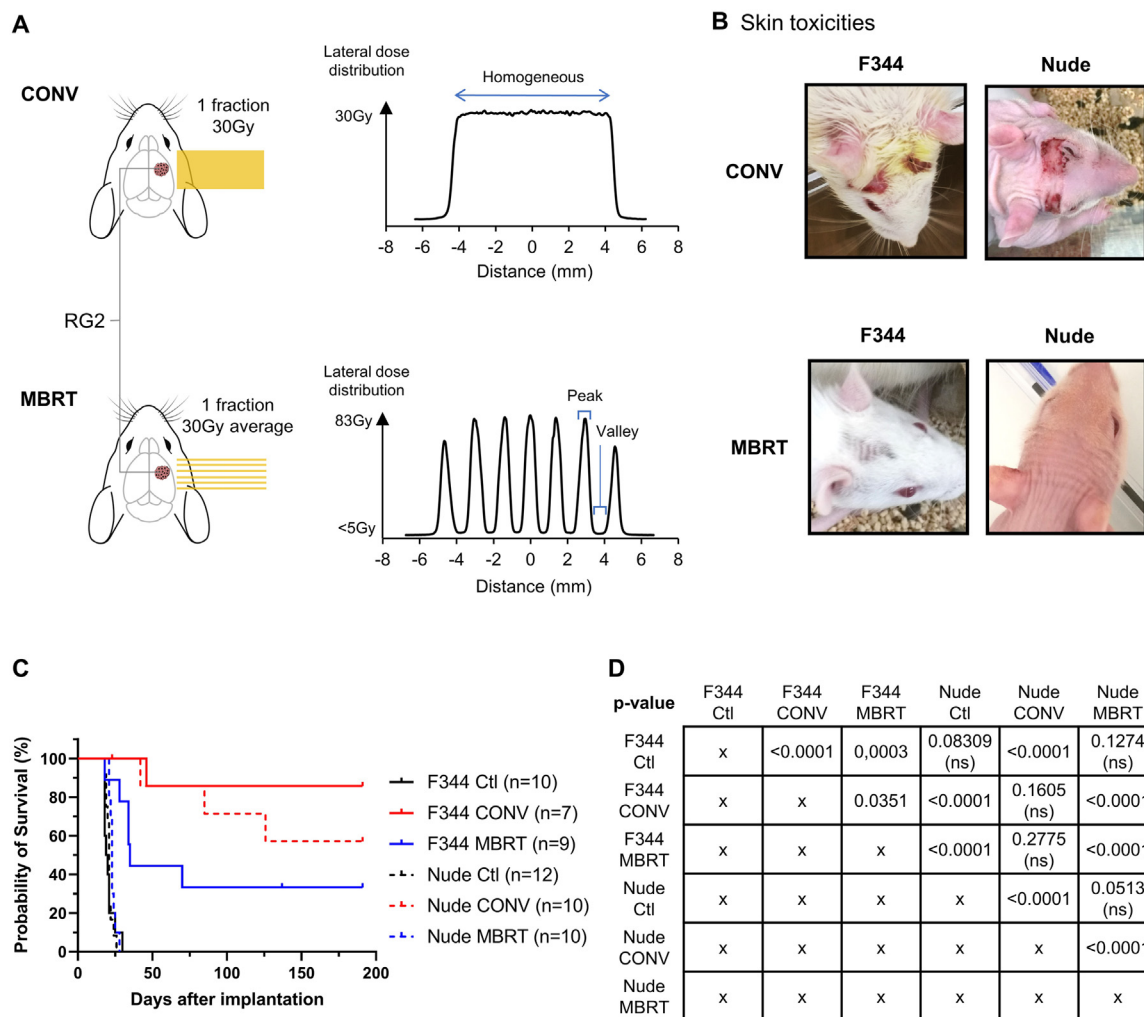 A
CONV
1 fraction
30Gy
RG2
MBRT
1 fraction
30Gy average
Lateral dose
distribution
Homogeneous
30Gy
-8 -6 -4 -2 0 2 4 6 8
Distance (mm)
Lateral dose
distribution
Peak
83Gy
Valley
<5Gy
-8 -6 -4 -2 0 2 4 6 8
Distance (mm)
B Skin toxicities
F344 Nude
CONV
F344 Nude
MBRT
C
Probability of Survival (%)
100
80
60
40
20
0
0 50 100 150 200
Days after implantation
F344 Ctl (n=10)
F344 CONV (n=7)
F344 MBRT (n=9)
Nude Ctl (n=12)
Nude CONV (n=10)
Nude MBRT (n=10)
D
p-value F344 Ctl F344 CONV F344 MBRT Nude Ctl Nude CONV Nude MBRT
F344 Ctl x <0.0001 0,0003 0.08309 (ns) <0.0001 0.1274 (ns)
F344 CONV x x 0.0351 <0.0001 0.1605 (ns) <0.0001
F344 MBRT x x x <0.0001 0.2775 (ns) <0.0001
Nude Ctl x x x x <0.0001 0.0513 (ns)
Nude CONV x x x x x <0.0001
Nude MBRT x x x x x x